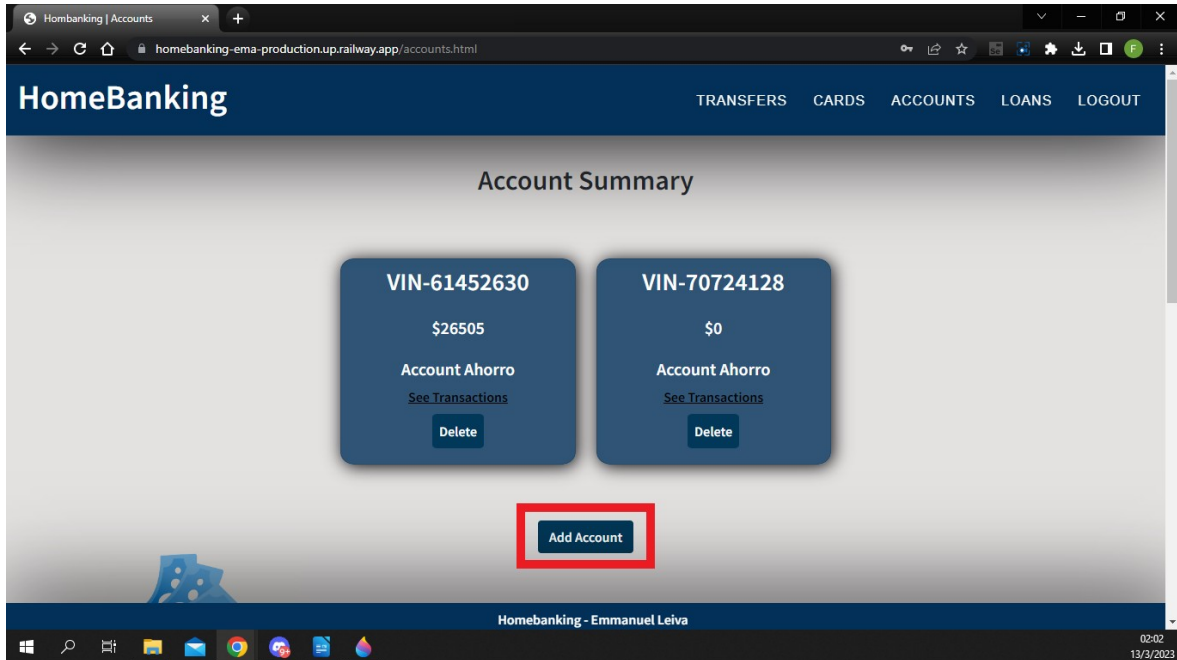 Hombanking | Accounts
homebanking-ema-production.up.railway.app/accounts.html
F
HomeBanking
TRANSFERS CARDS ACCOUNTS LOANS LOGOUT
Account Summary
VIN-61452630
$26505
Account Ahorro
See Transactions
Delete
VIN-70724128
$0
Account Ahorro
See Transactions
Delete
Add Account
Homebanking - Emmanuel Leiva
02:02
13/3/2023